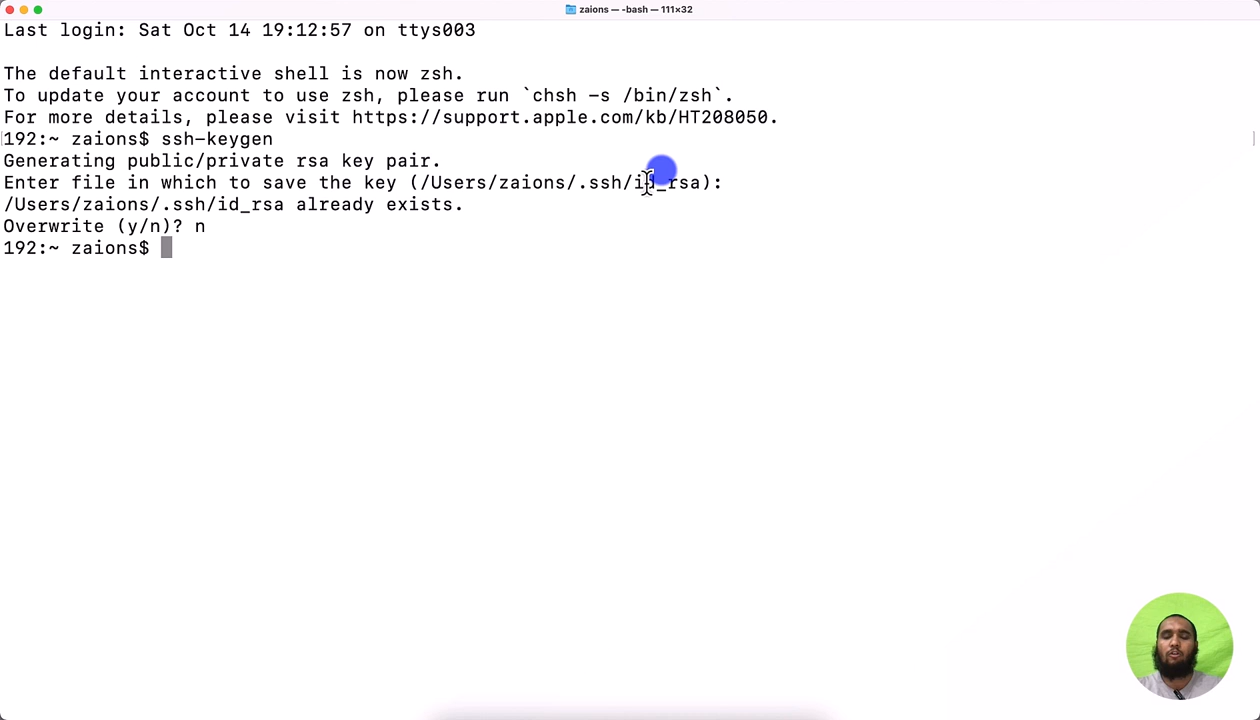 zaions — -bash — 111×32
Last login: Sat Oct 14 19:12:57 on ttys003
The default interactive shell is now zsh.
To update your account to use zsh, please run `chsh -s /bin/zsh`.
For more details, please visit https://support.apple.com/kb/HT208050.
192:~ zaions$ ssh-keygen
Generating public/private rsa key pair.
Enter file in which to save the key (/Users/zaions/.ssh/id_rsa):
/Users/zaions/.ssh/id_rsa already exists.
Overwrite (y/n)? n
192:~ zaions$